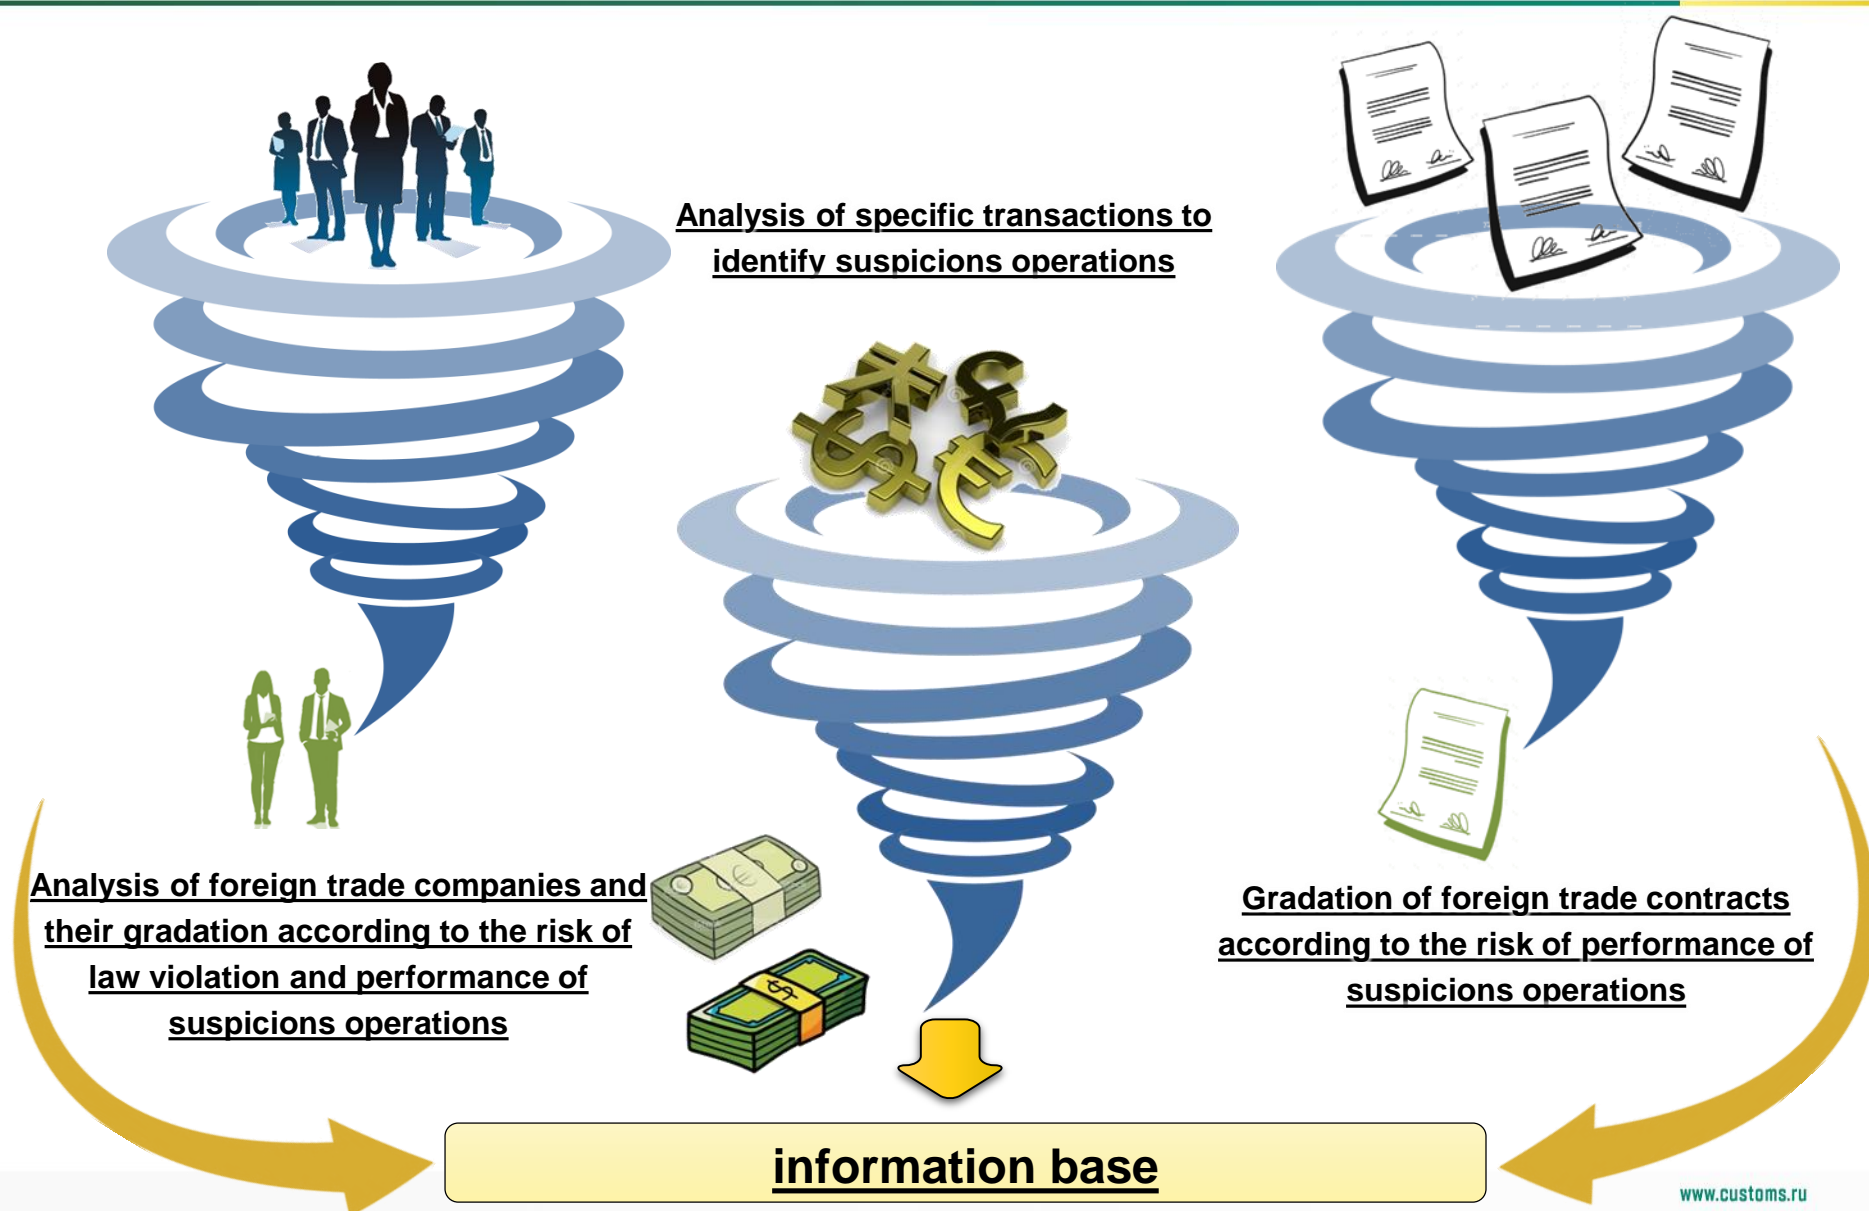 Analysis of specific transactions to
identify suspicions operations
Analysis of foreign trade companies and
their gradation according to the risk of
law violation and performance of
suspicions operations
Gradation of foreign trade contracts
according to the risk of performance of
suspicions operations
information base
www.customs.ru